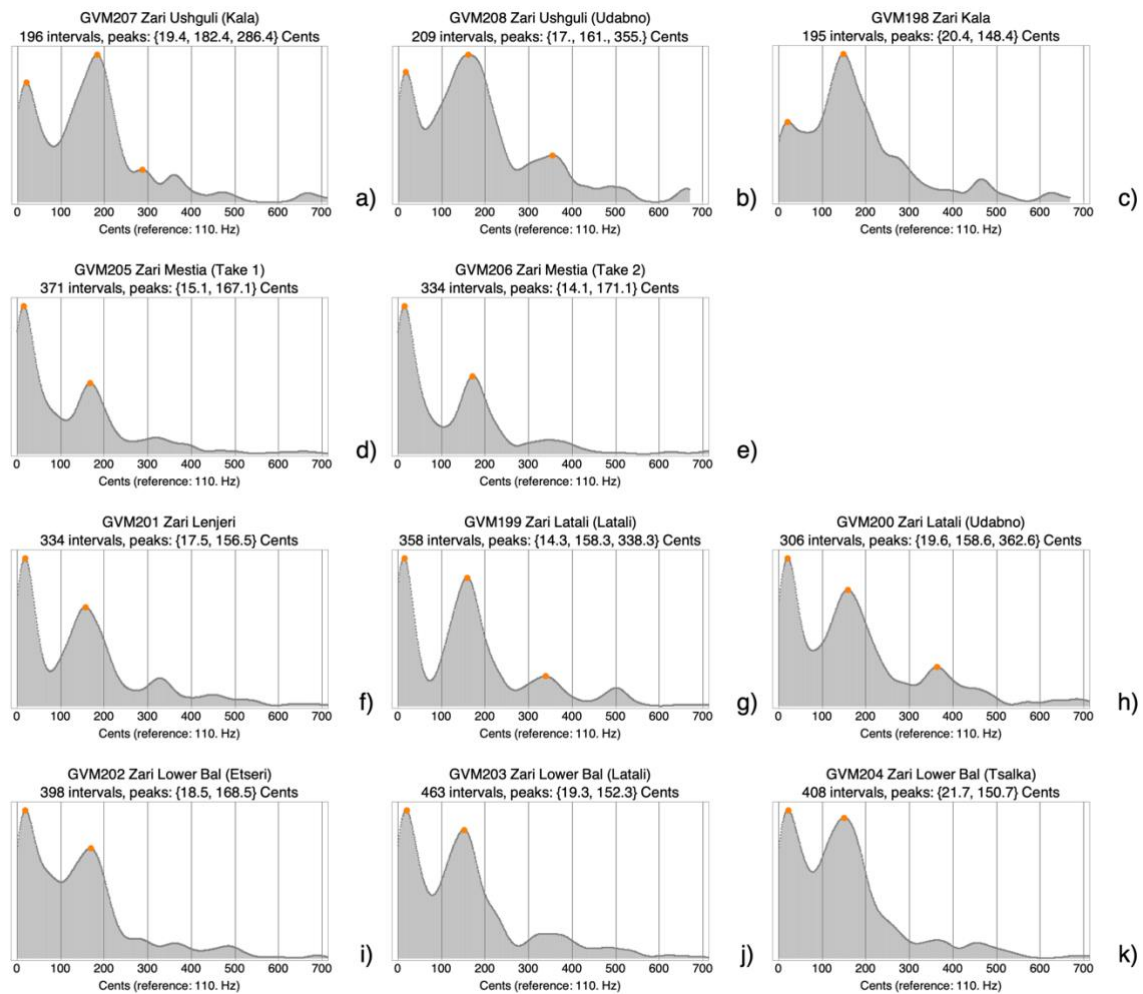 GVM207 Zari Ushguli (Kala)
196 intervals, peaks: {19.4, 182.4, 286.4} Cents
0 100 200 300 400 500 600 700
Cents (reference: 110. Hz)
a)
GVM208 Zari Ushguli (Udabno)
209 intervals, peaks: {17., 161., 355.} Cents
0 100 200 300 400 500 600 700
Cents (reference: 110. Hz)
b)
GVM198 Zari Kala
195 intervals, peaks: {20.4, 148.4} Cents
0 100 200 300 400 500 600 700
Cents (reference: 110. Hz)
c)
GVM205 Zari Mestia (Take 1)
371 intervals, peaks: {15.1, 167.1} Cents
0 100 200 300 400 500 600 700
Cents (reference: 110. Hz)
d)
GVM206 Zari Mestia (Take 2)
334 intervals, peaks: {14.1, 171.1} Cents
0 100 200 300 400 500 600 700
Cents (reference: 110. Hz)
e)
GVM201 Zari Lenjeri
334 intervals, peaks: {17.5, 156.5} Cents
0 100 200 300 400 500 600 700
Cents (reference: 110. Hz)
f)
GVM199 Zari Latali (Latali)
358 intervals, peaks: {14.3, 158.3, 338.3} Cents
0 100 200 300 400 500 600 700
Cents (reference: 110. Hz)
g)
GVM200 Zari Latali (Udabno)
306 intervals, peaks: {19.6, 158.6, 362.6} Cents
0 100 200 300 400 500 600 700
Cents (reference: 110. Hz)
h)
GVM202 Zari Lower Bal (Etseri)
398 intervals, peaks: {18.5, 168.5} Cents
0 100 200 300 400 500 600 700
Cents (reference: 110. Hz)
i)
GVM203 Zari Lower Bal (Latali)
463 intervals, peaks: {19.3, 152.3} Cents
0 100 200 300 400 500 600 700
Cents (reference: 110. Hz)
j)
GVM204 Zari Lower Bal (Tsalka)
408 intervals, peaks: {21.7, 150.7} Cents
0 100 200 300 400 500 600 700
Cents (reference: 110. Hz)
k)